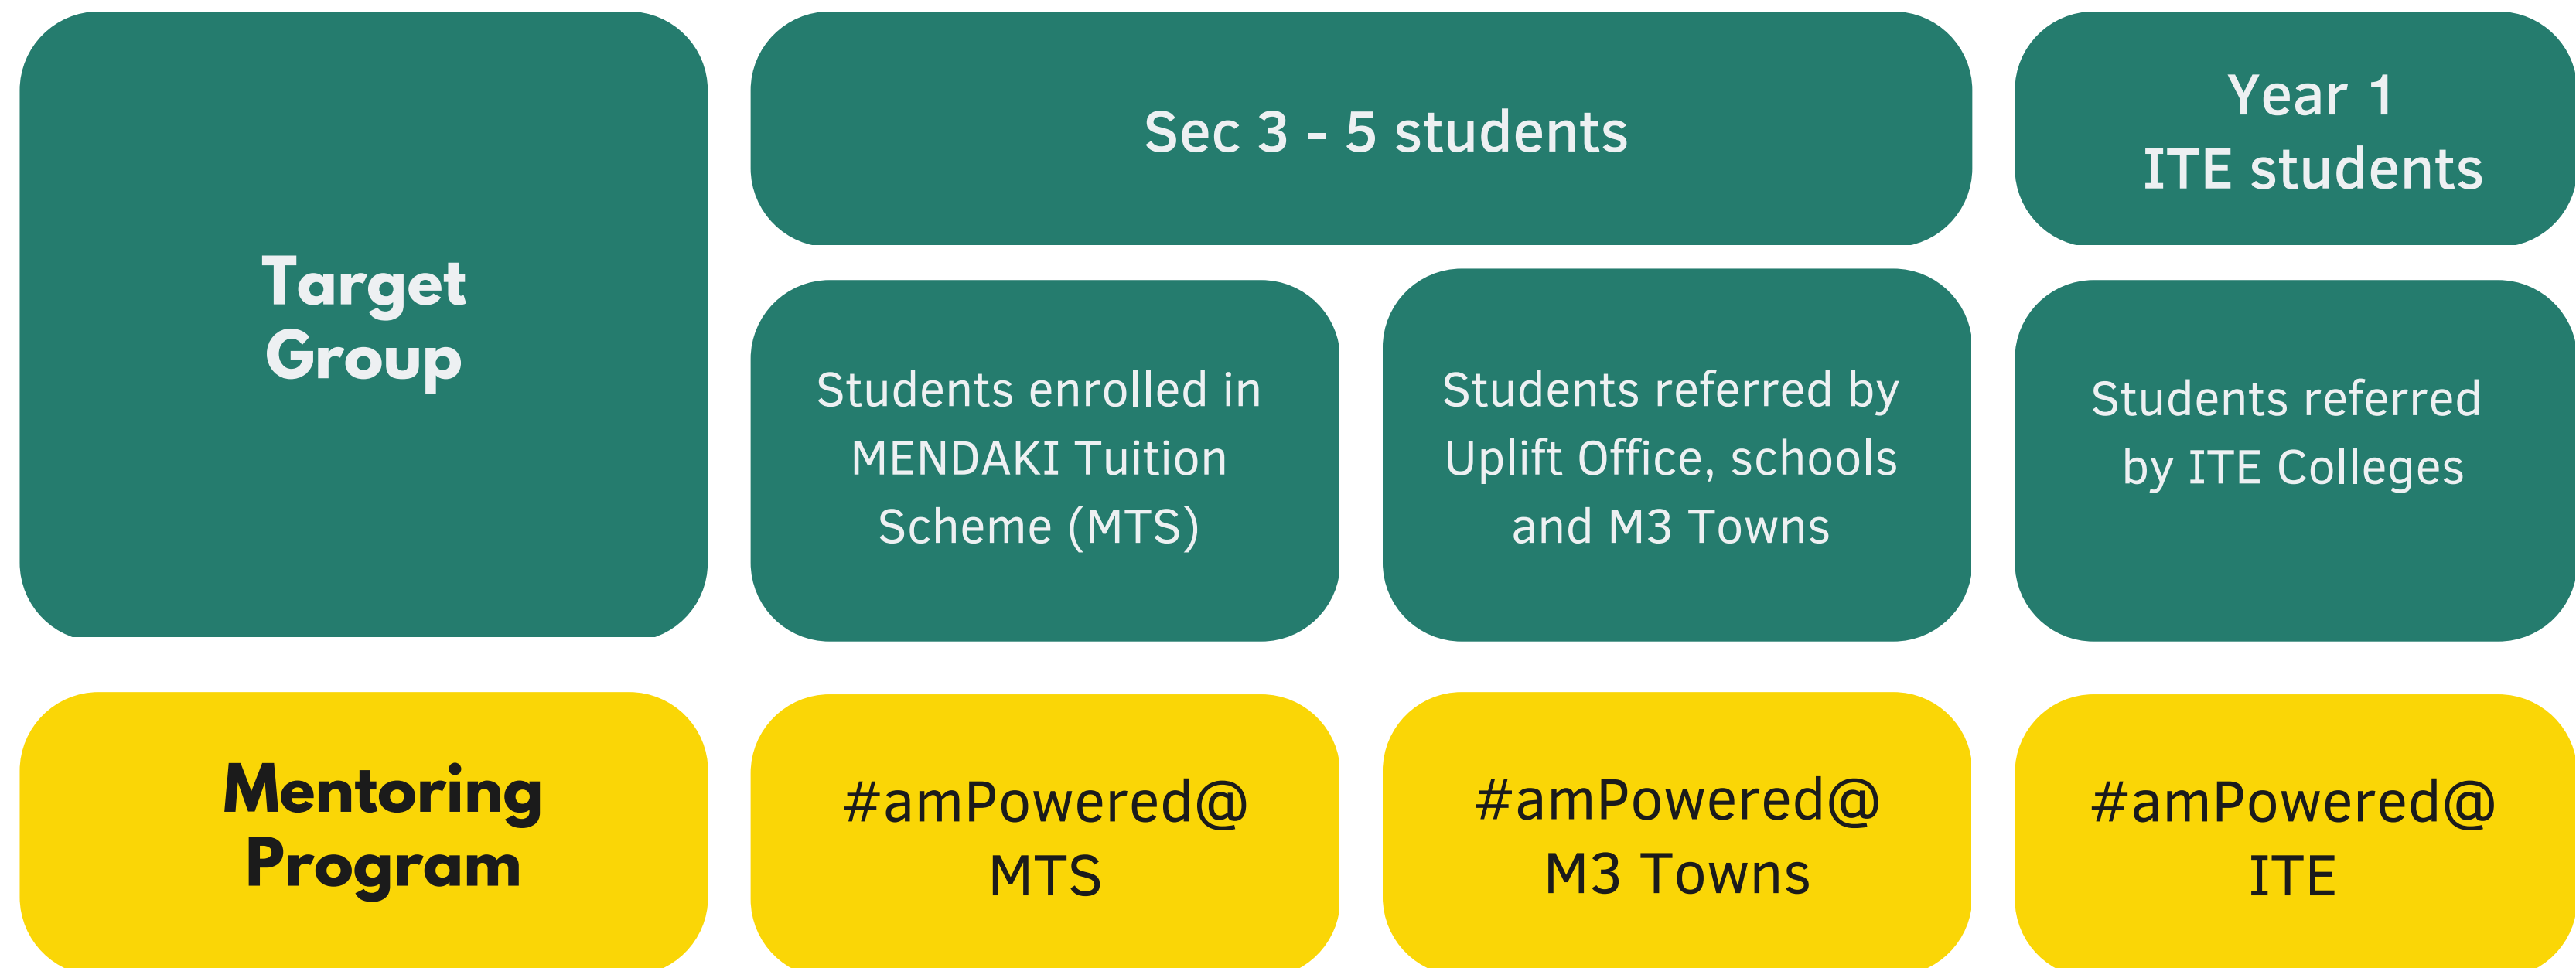 Target
Group
Sec 3 - 5 students
Year 1
ITE students
Students enrolled in
MENDAKI Tuition
Scheme (MTS)
Students referred by
Uplift Office, schools
and M3 Towns
Students referred
by ITE Colleges
Mentoring
Program
#amPowered@
MTS
#amPowered@
M3 Towns
#amPowered@
ITE